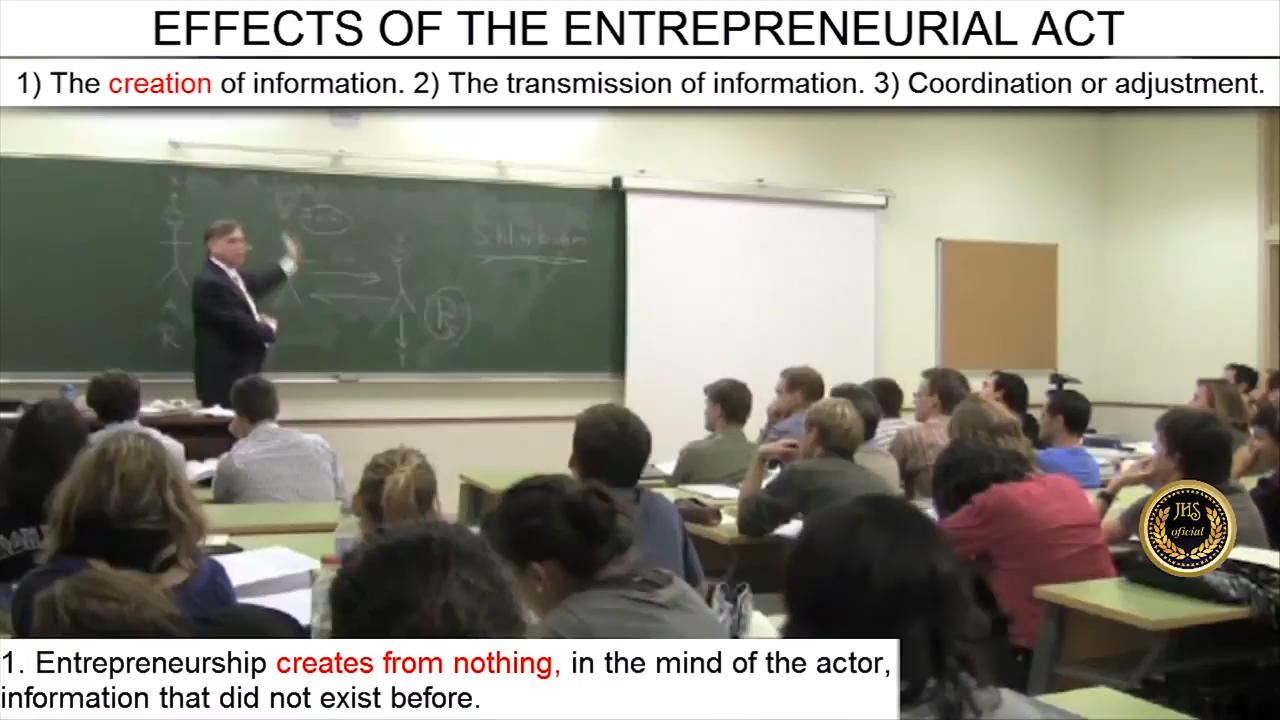 EFFECTS OF THE ENTREPRENEURIAL ACT
1) The creation of information. 2) The transmission of information. 3) Coordination or adjustment.
A
R
JHS
oficial
1. Entrepreneurship creates from nothing, in the mind of the actor,
information that did not exist before.